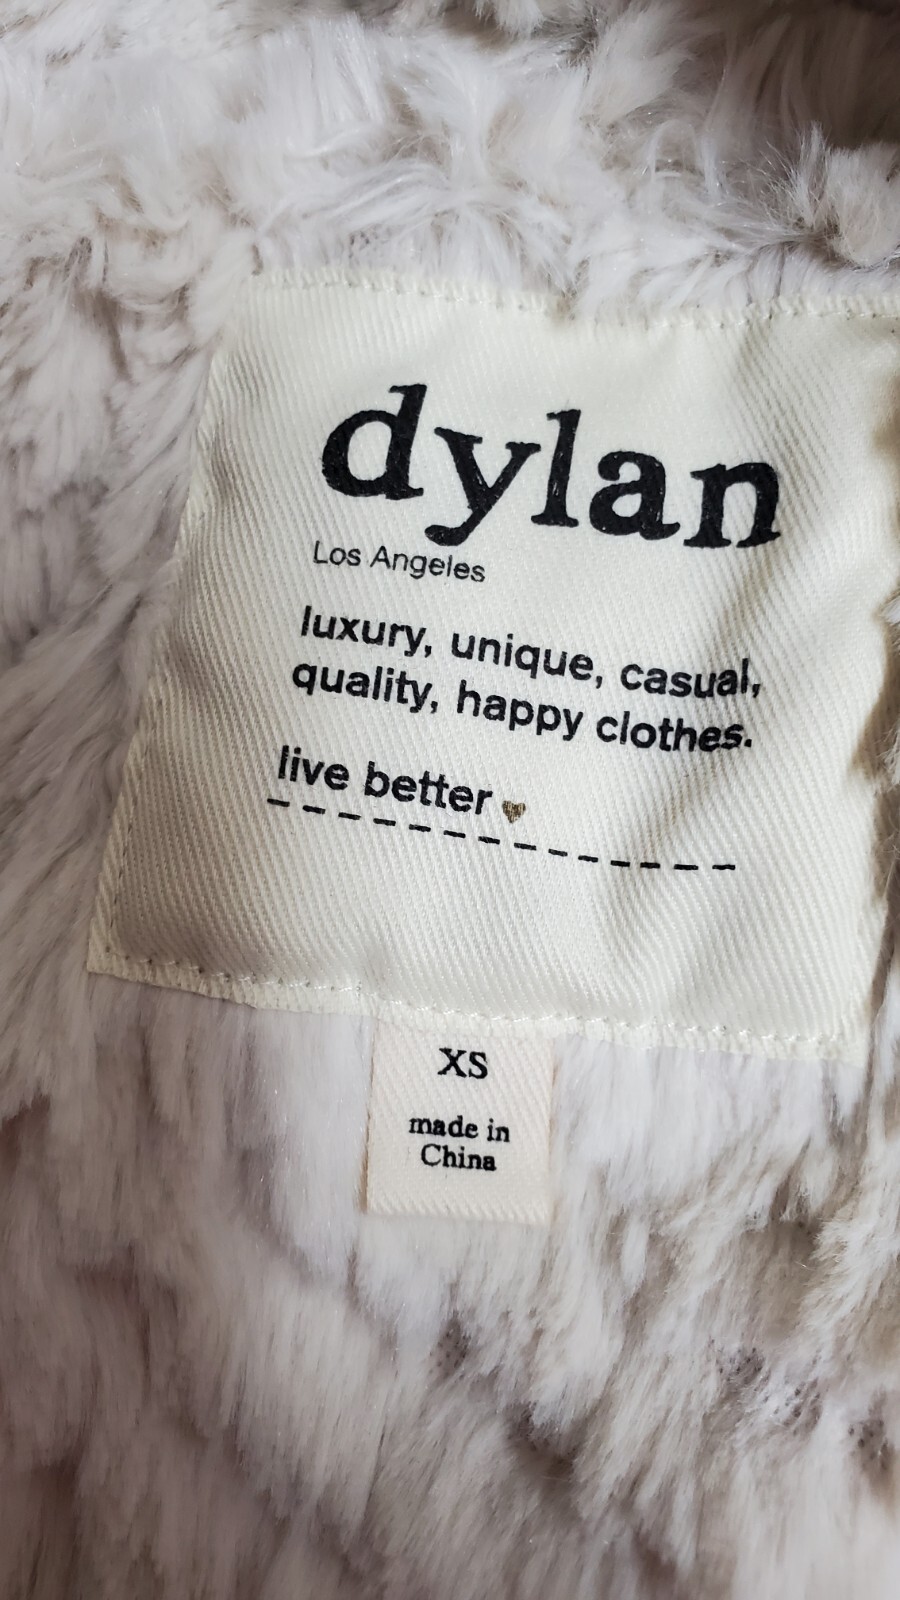 dylan
Los Angeles
luxury, unique, casual,
quality, happy clothes.
live better
XS
made in
China